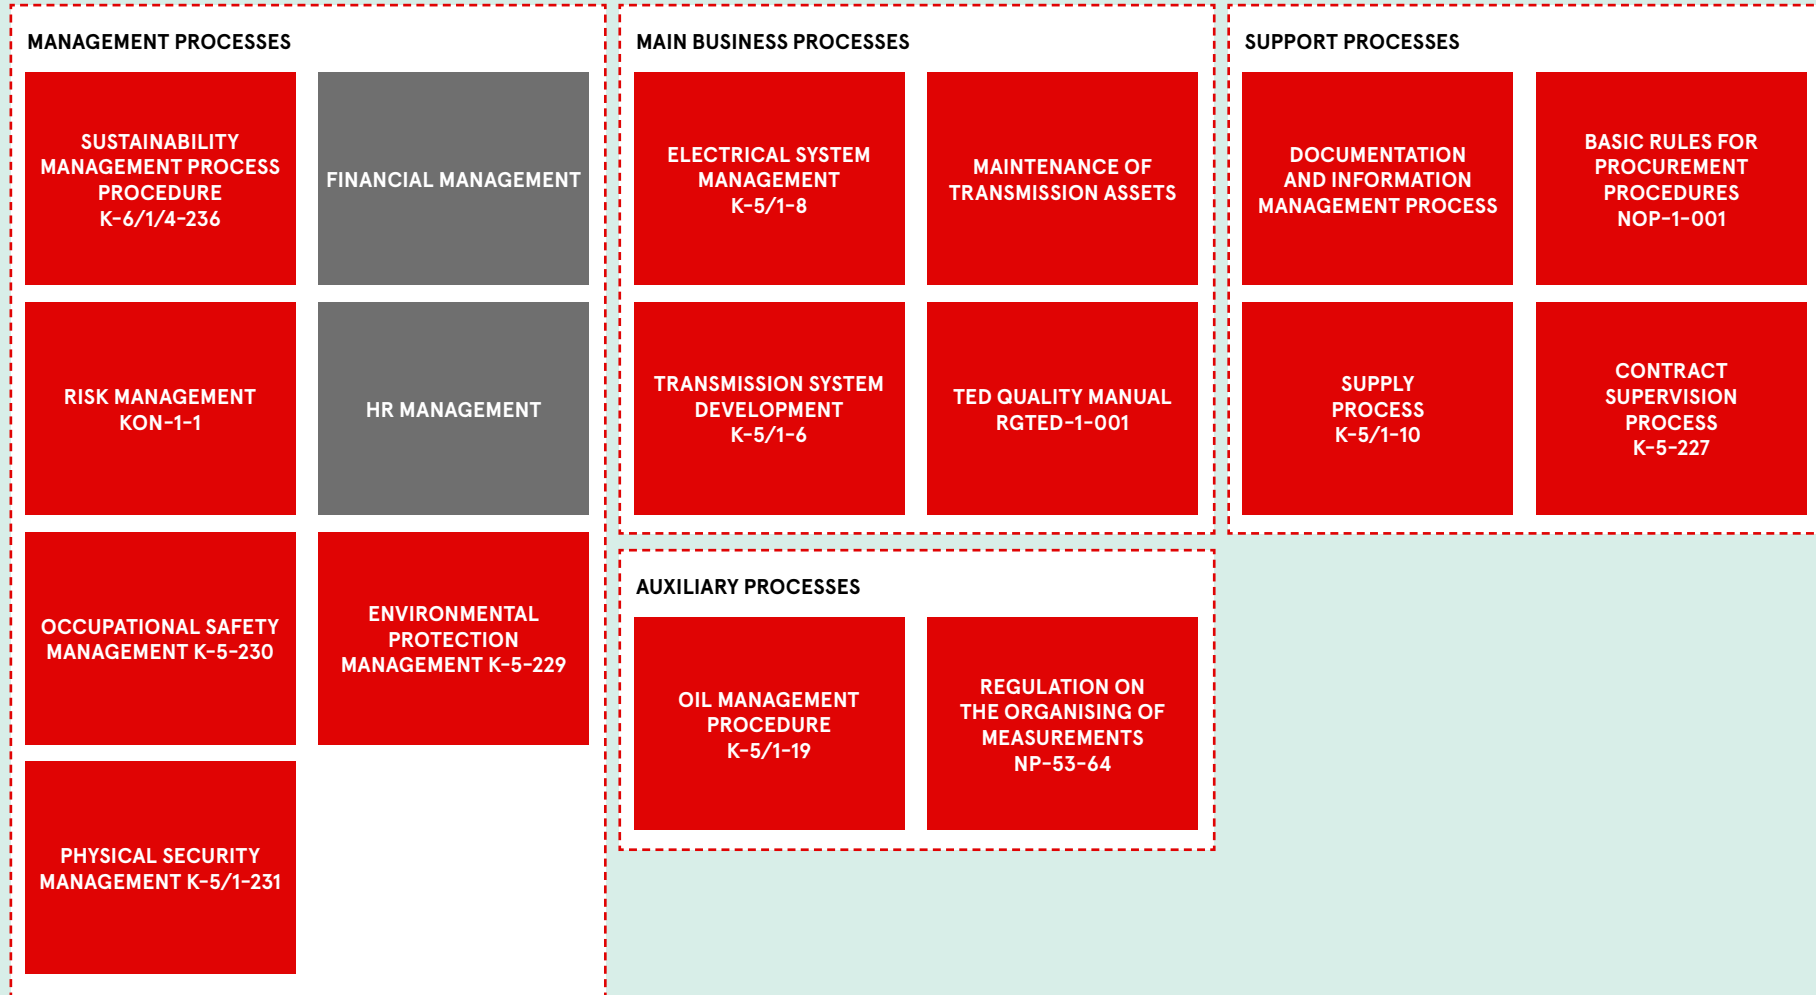 MANAGEMENT PROCESSES
SUSTAINABILITY
MANAGEMENT PROCESS
PROCEDURE
K-6/1/4-236
FINANCIAL MANAGEMENT
RISK MANAGEMENT
KON-1-1
HR MANAGEMENT
OCCUPATIONAL SAFETY
MANAGEMENT K-5-230
ENVIRONMENTAL
PROTECTION
MANAGEMENT K-5-229
PHYSICAL SECURITY
MANAGEMENT K-5/1-231
MAIN BUSINESS PROCESSES
ELECTRICAL SYSTEM
MANAGEMENT
K-5/1-8
MAINTENANCE OF
TRANSMISSION ASSETS
TRANSMISSION SYSTEM
DEVELOPMENT
K-5/1-6
TED QUALITY MANUAL
RGTED-1-001
AUXILIARY PROCESSES
OIL MANAGEMENT
PROCEDURE
K-5/1-19
REGULATION ON
THE ORGANISING OF
MEASUREMENTS
NP-53-64
SUPPORT PROCESSES
DOCUMENTATION
AND INFORMATION
MANAGEMENT PROCESS
BASIC RULES FOR
PROCUREMENT
PROCEDURES
NOP-1-001
SUPPLY
PROCESS
K-5/1-10
CONTRACT
SUPERVISION
PROCESS
K-5-227